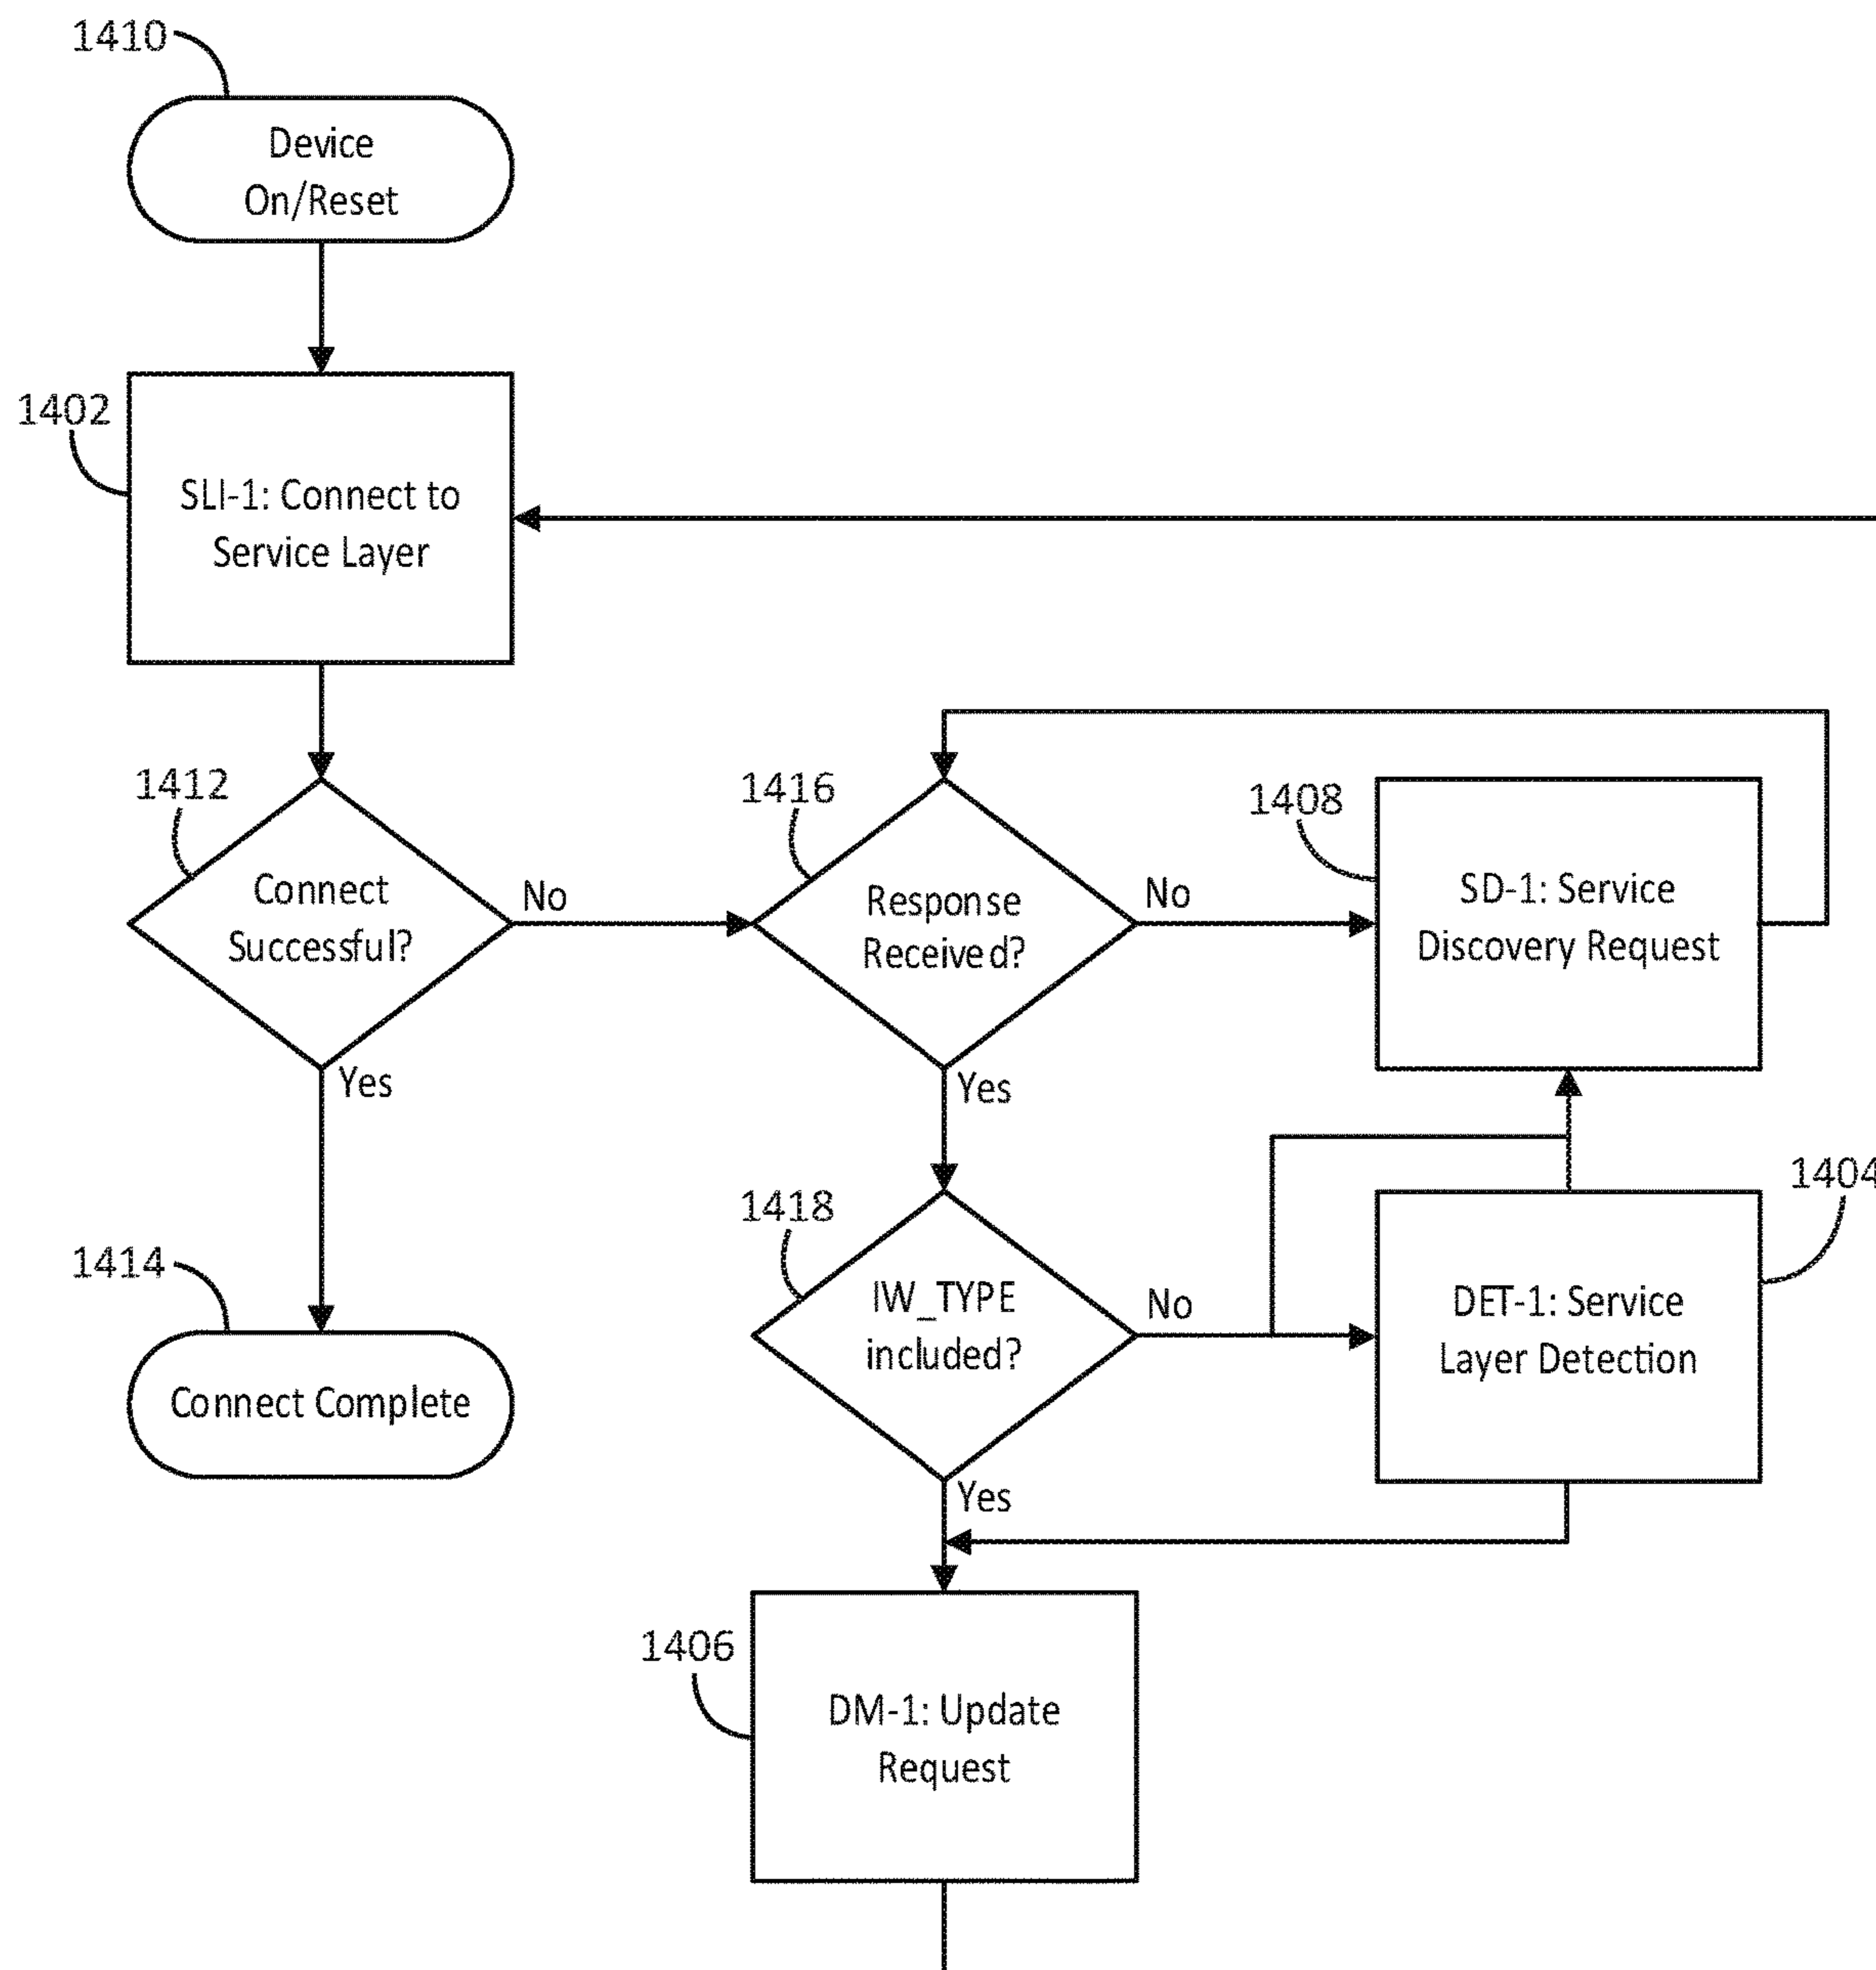 1410
Device
On/Reset
1402
SLI-1: Connect to
Service Layer
1412
Connect
Successful?
No
Yes
1416
Response
Received?
No
Yes
1408
SD-1: Service
Discovery Request
1414
Connect Complete
1418
IW_TYPE
included?
No
Yes
1404
DET-1: Service
Layer Detection
1406
DM-1: Update
Request